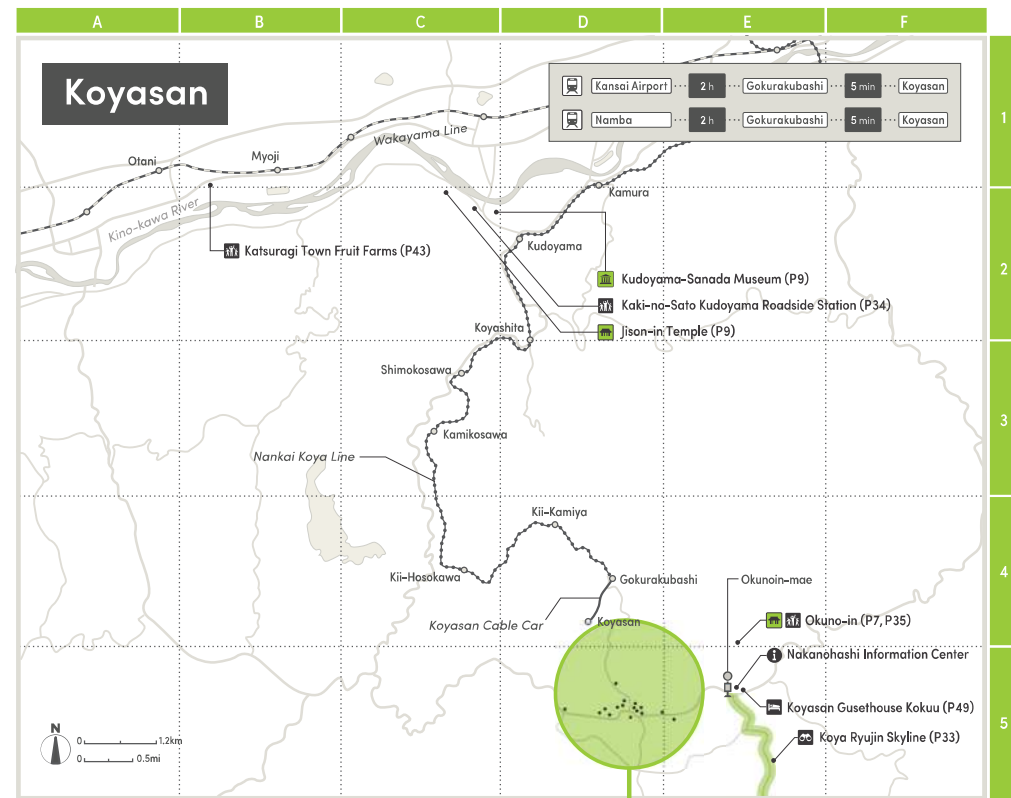 A B C D E F
Koyasan
Kansai Airport 2 h Gokurakubashi 5 min Koyasan
Namba 2 h Gokurakubashi 5 min Koyasan
1
Wakayama Line
Otani
Myoji
Kamura
Kino-kawa River
Katsuragi Town Fruit Farms (P43)
Kudoyama
2
Kudoyama-Sanada Museum (P9)
Kaki-no-Sato Kudoyama Roadside Station (P34)
Jison-in Temple (P9)
Koyashita
Shimokosawa
3
Kamikosawa
Nankai Koya Line
Kii-Kamiya
4
Kii-Hosokawa
Gokurakubashi
Okunoin-mae
Koyasan Cable Car
Koyasan
Okuno-in (P7, P35)
Nakanohashi Information Center
Koyasan Gusethouse Kokuu (P49)
5
Koya Ryujin Skyline (P33)
N
0 1.2km
0 0.5mi